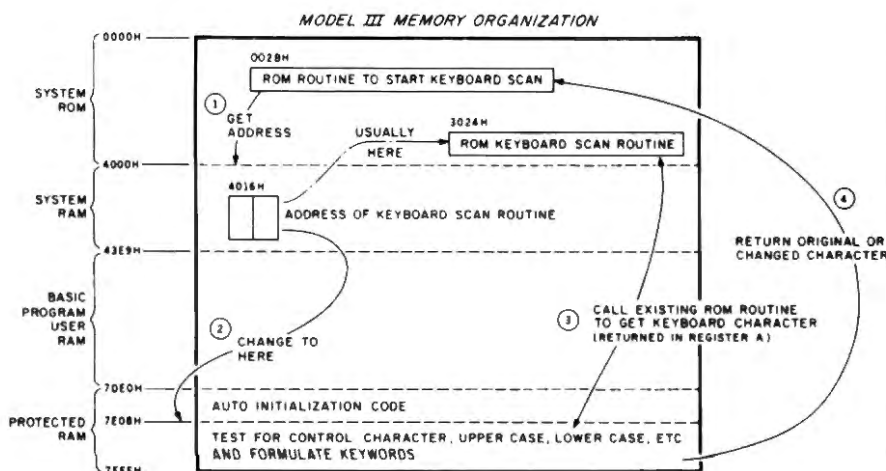 MODEL III MEMORY ORGANIZATION
0000H
002BH
ROM ROUTINE TO START KEYBOARD SCAN
SYSTEM
ROM
1
GET
ADDRESS
USUALLY
HERE
3024H
ROM KEYBOARD SCAN ROUTINE
4000H
4016H
SYSTEM
RAM
ADDRESS OF KEYBOARD SCAN ROUTINE
4
RETURN ORIGINAL OR
CHANGED CHARACTER
43E9H
BASIC
PROGRAM
USER
RAM
2
CHANGE TO
HERE
3
CALL EXISTING ROM ROUTINE
TO GET KEYBOARD CHARACTER
(RETURNED IN REGISTER A)
7DE0H
AUTO INITIALIZATION CODE
PROTECTED
RAM
7E0BH
TEST FOR CONTROL CHARACTER, UPPER CASE, LOWER CASE, ETC
AND FORMULATE KEYWORDS